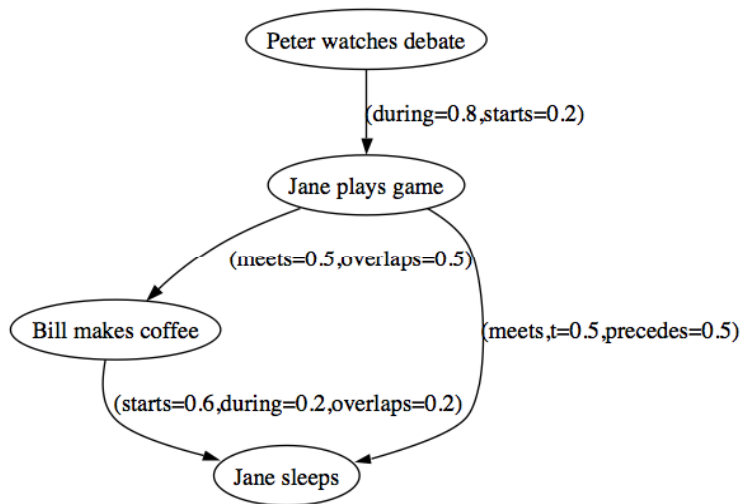 Peter watches debate
(during=0.8,starts=0.2)
Jane plays game
(meets=0.5,overlaps=0.5)
Bill makes coffee
(meets,t=0.5,precedes=0.5)
(starts=0.6,during=0.2,overlaps=0.2)
Jane sleeps